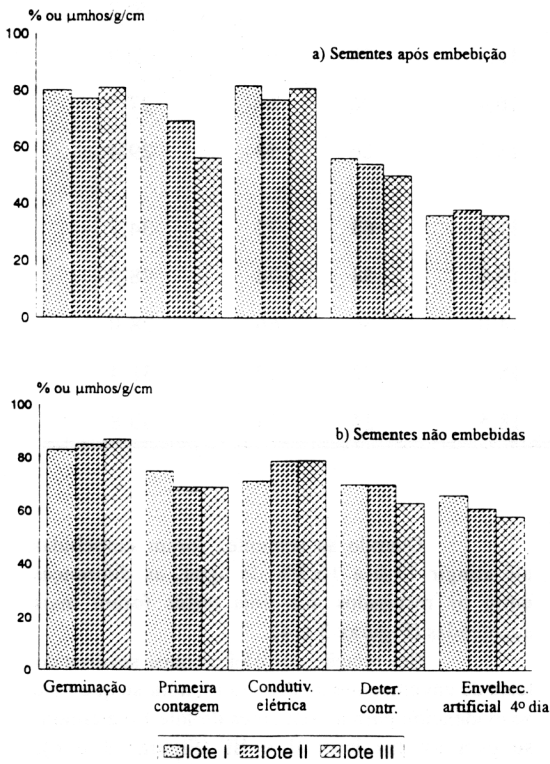 % ou µmhos/g/cm
100
a) Sementes após embebição
80
60
40
20
0
% ou µmhos/g/cm
100
b) Sementes não embebidas
80
60
40
20
0
Germinação Primeira contagem Condutiv. elétrica Deter. contr. Envelhec. artificial 4º dia
lote I lote II lote III